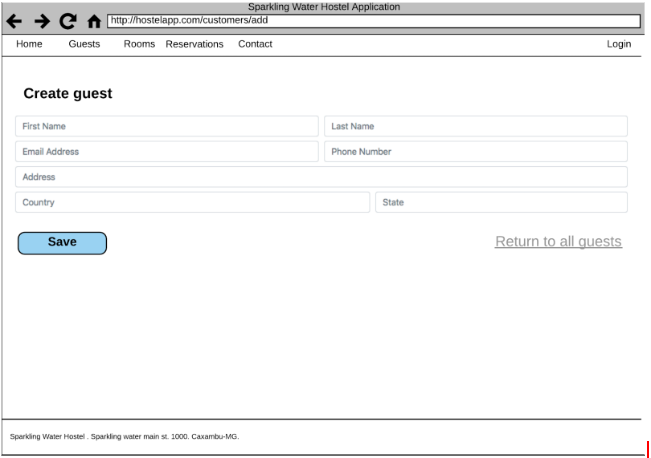 Sparkling Water Hostel Application
http://hostelapp.com/customers/add
Home Guests Rooms Reservations Contact Login
Create guest
First Name Last Name
Email Address Phone Number
Address
Country State
Save Return to all guests
Sparkling Water Hostel . Sparkling water main st. 1000. Caxambu-MG.